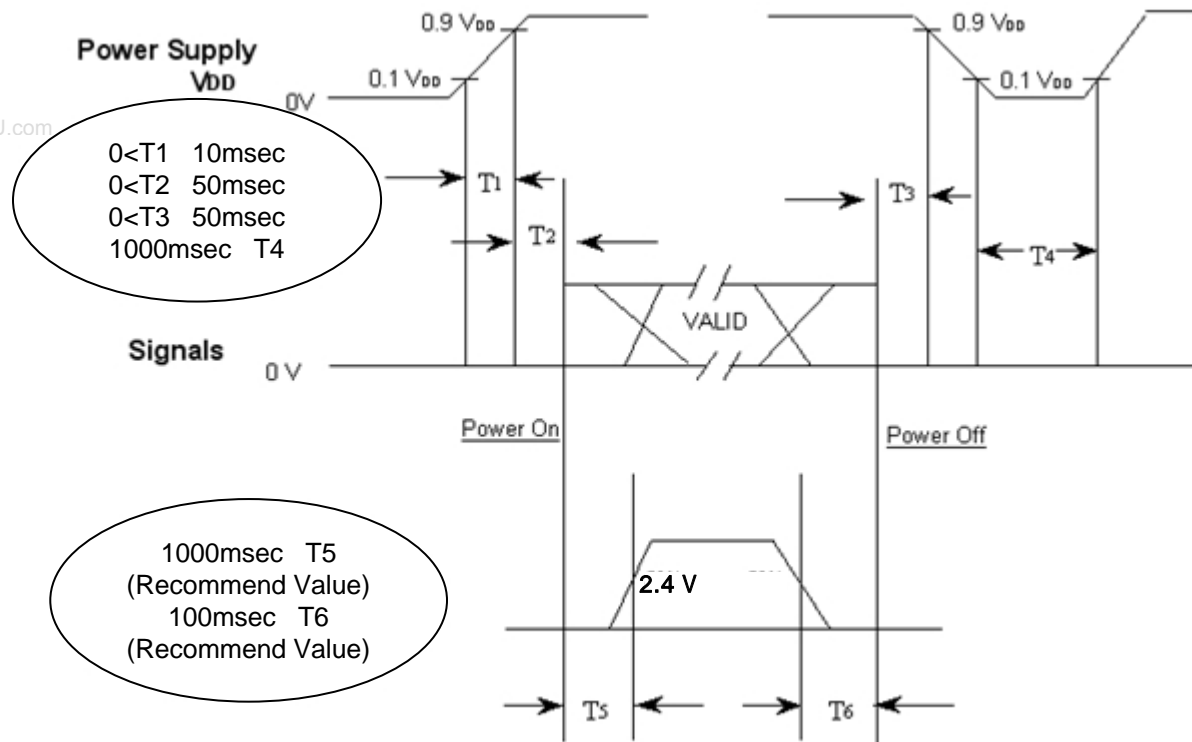 0.9 VDD
0.9 VDD
Power Supply
VDD
0.1 VDD
0.1 VDD
0V
J.com
0<T1 10msec
0<T2 50msec
0<T3 50msec
1000msec T4
T1
T2
T3
T4
VALID
Signals
0 V
Power On
Power Off
1000msec T5
(Recommend Value)
100msec T6
(Recommend Value)
2.4 V
T5
T6